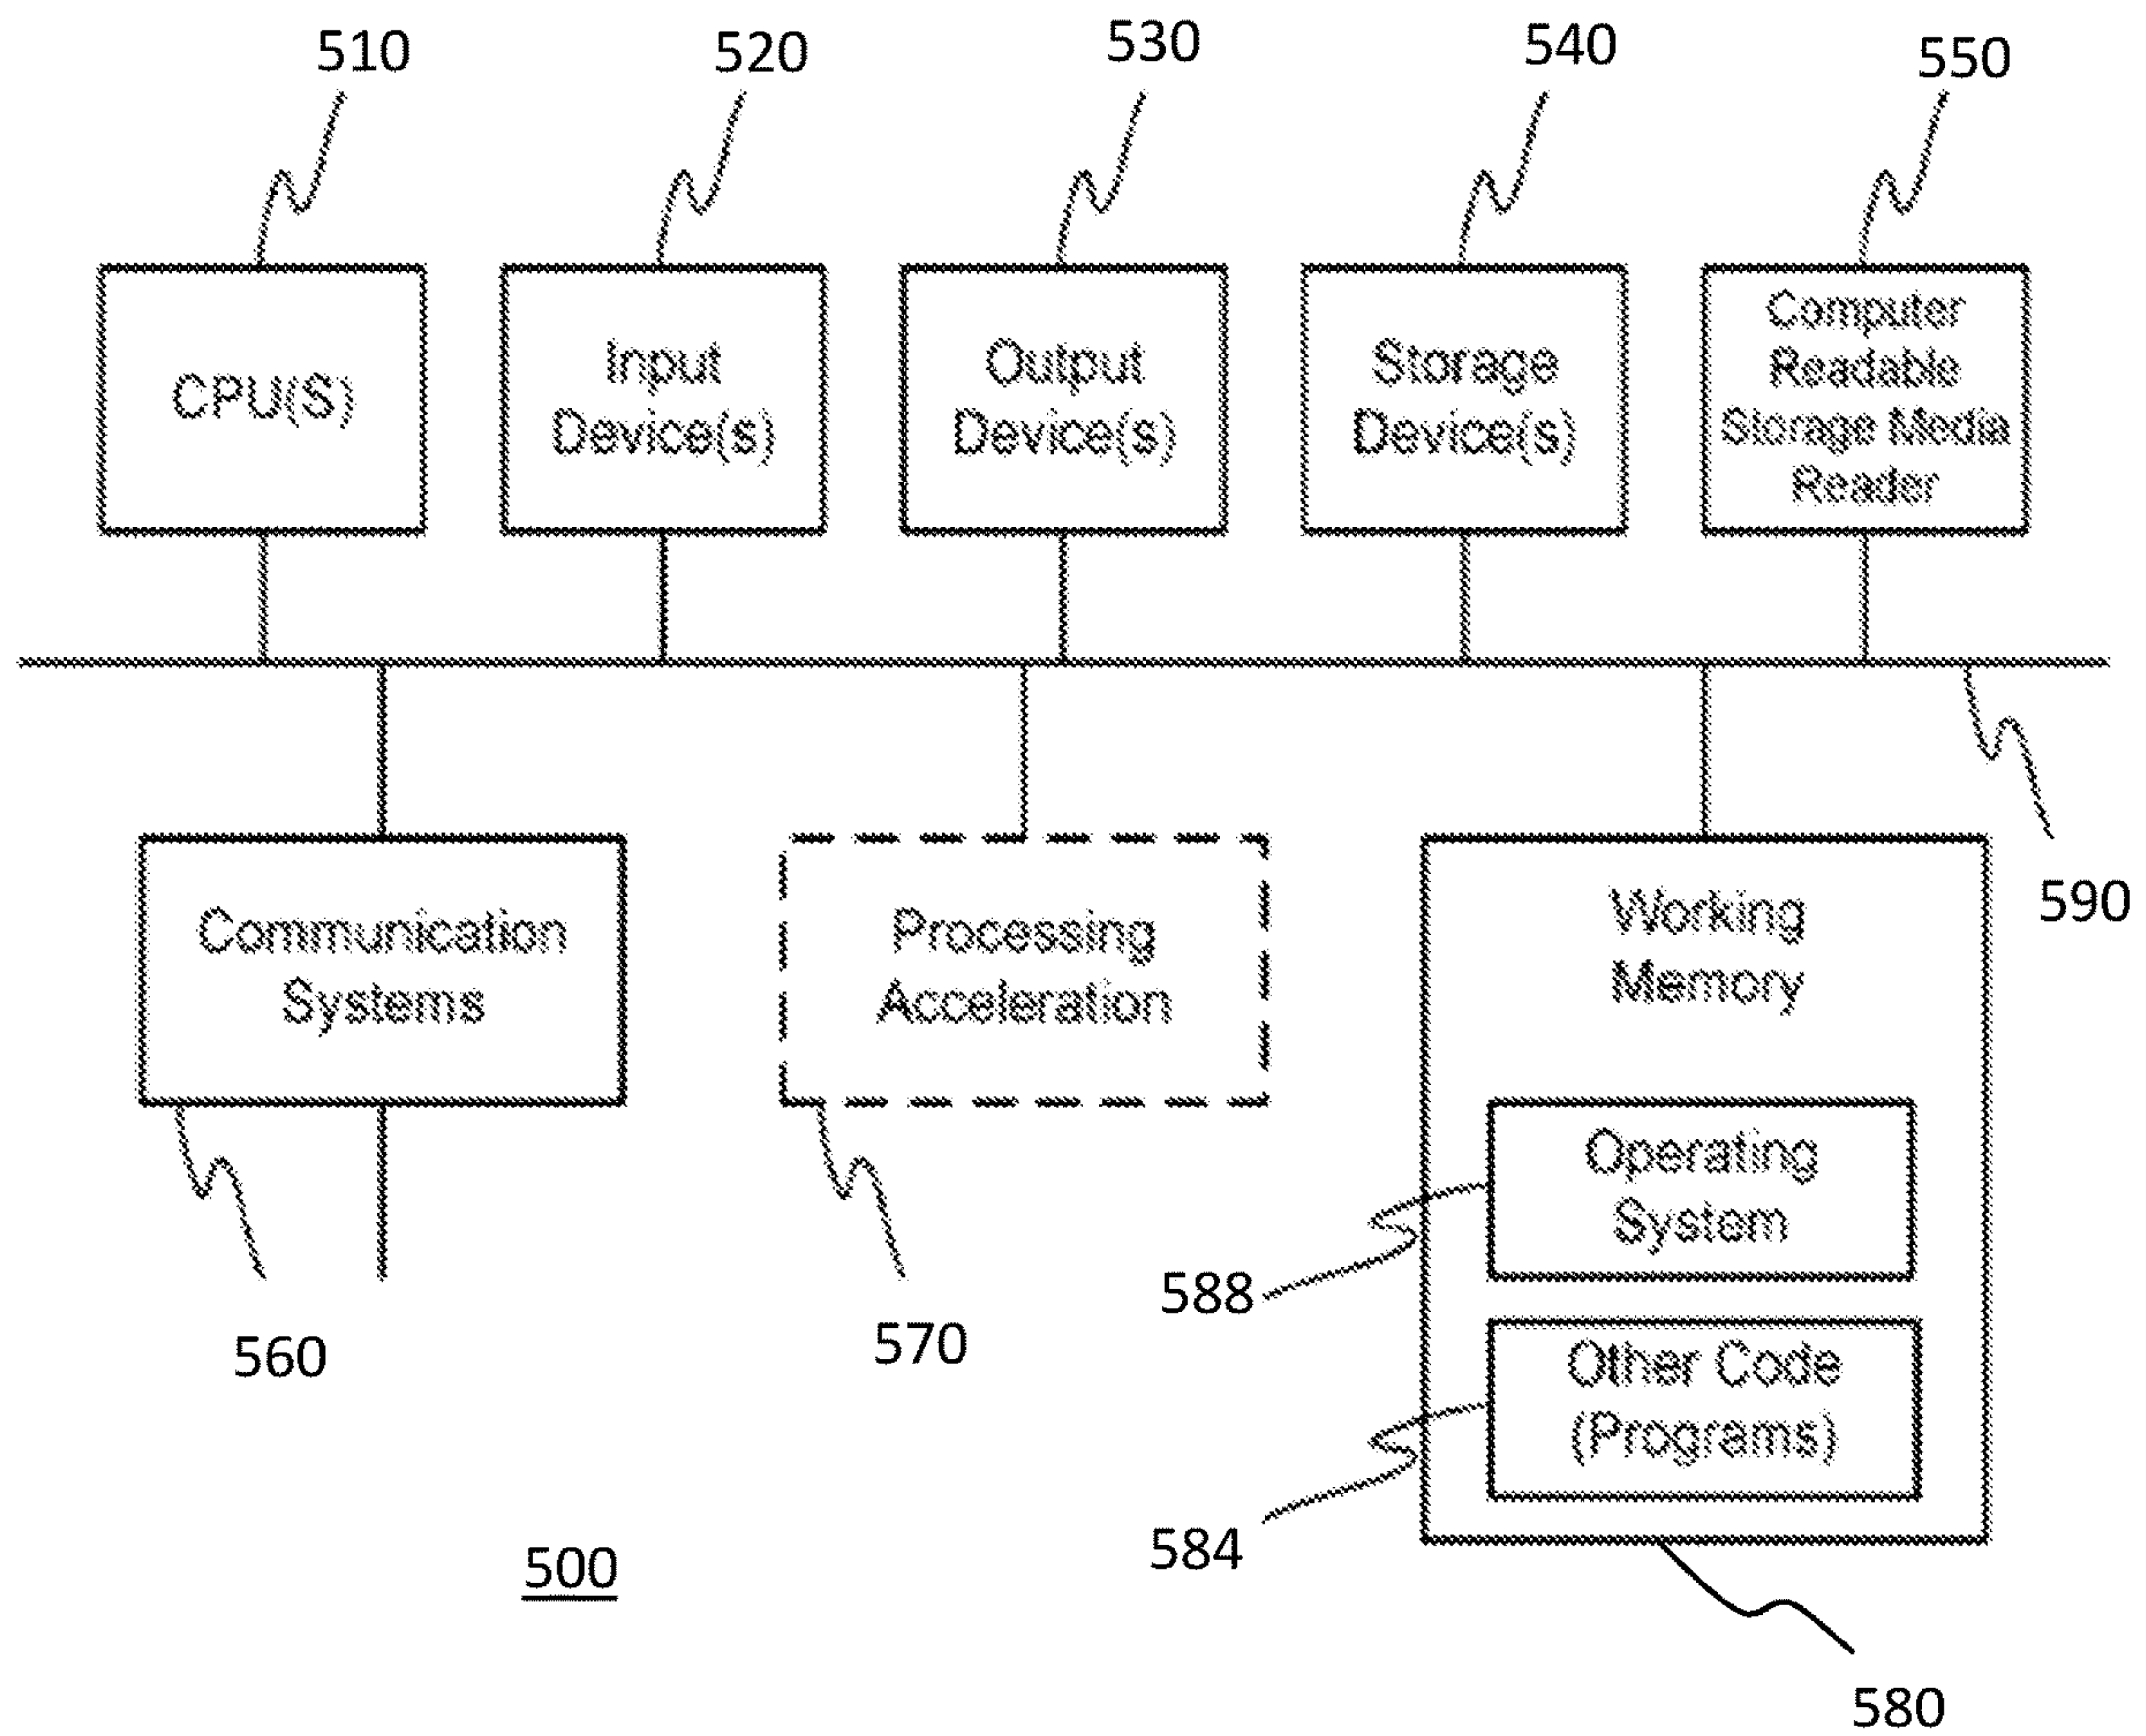 510
520
530
540
550
CPU(S)
Input
Device(s)
Output
Device(s)
Storage
Device(s)
Computer
Readable
Storage Media
Reader
590
Communication
Systems
Processing
Acceleration
Working
Memory
Operating
System
588
Other Code
(Programs)
560
570
584
500
580